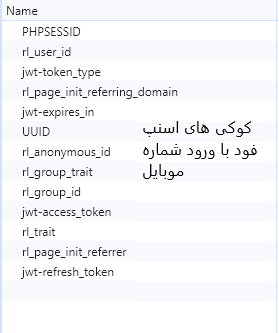 Name
PHPSESSID
rl_user_id
jwt-token_type
rl_page_init_referring_domain
jwt-expires_in
UUID
rl_anonymous_id
rl_group_trait
rl_group_id
jwt-access_token
rl_trait
rl_page_init_referrer
jwt-refresh_token
کوکی های اسنپ
فود با ورود شماره
موبایل